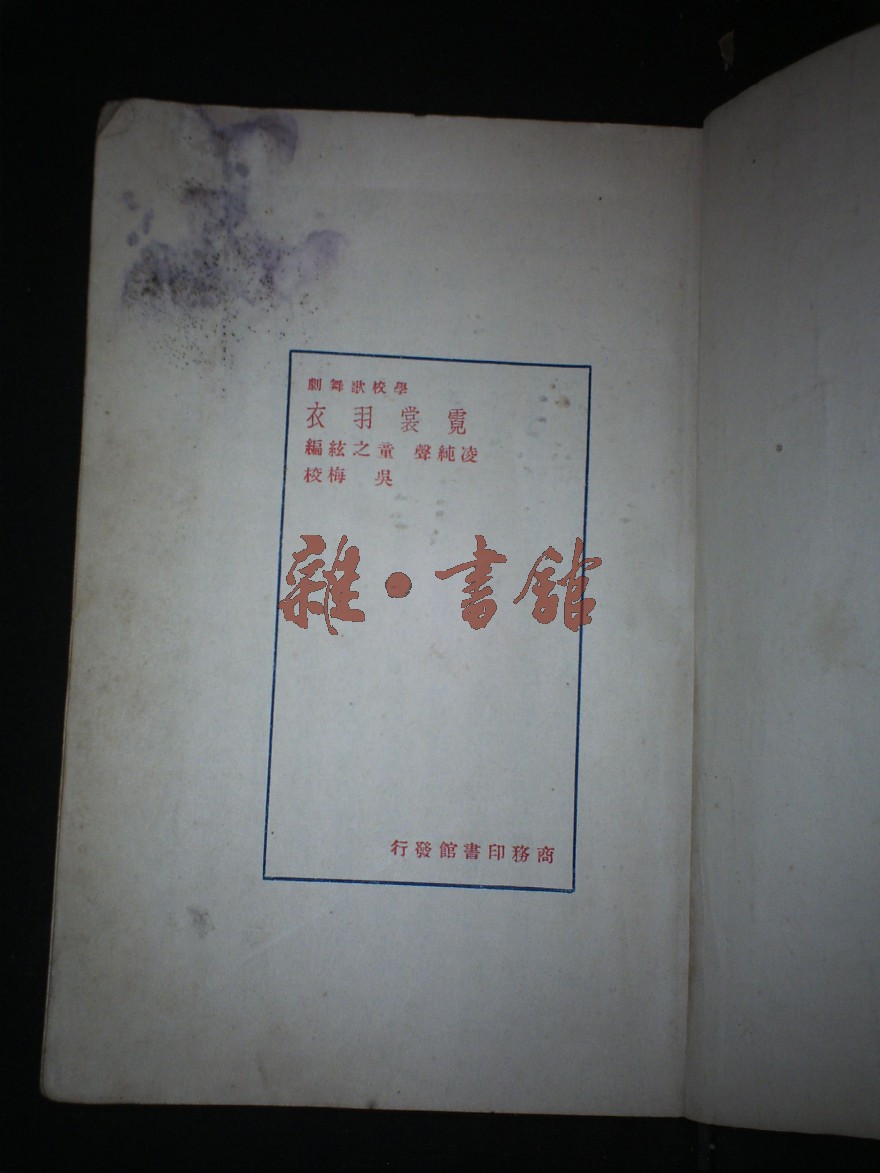 學校歌舞劇
霓裳羽衣
凌純聲 童之絃編
吳梅校
雜·書館
商務印書館發行